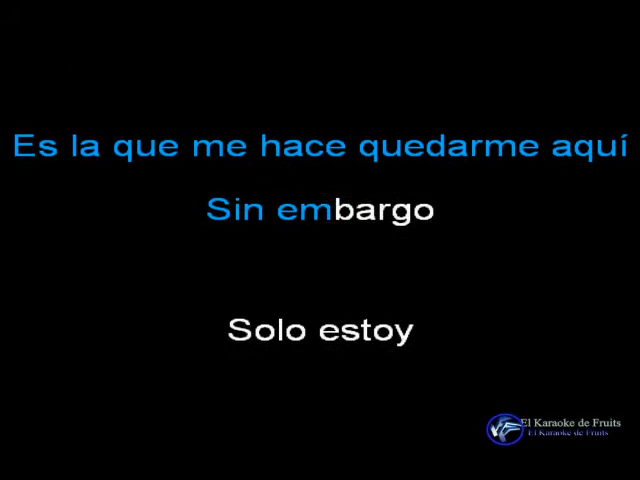 Es la que me hace quedarme aquí
Sin embargo
Solo estoy
El Karaoke de Fruits
El Karaoke de Fruits